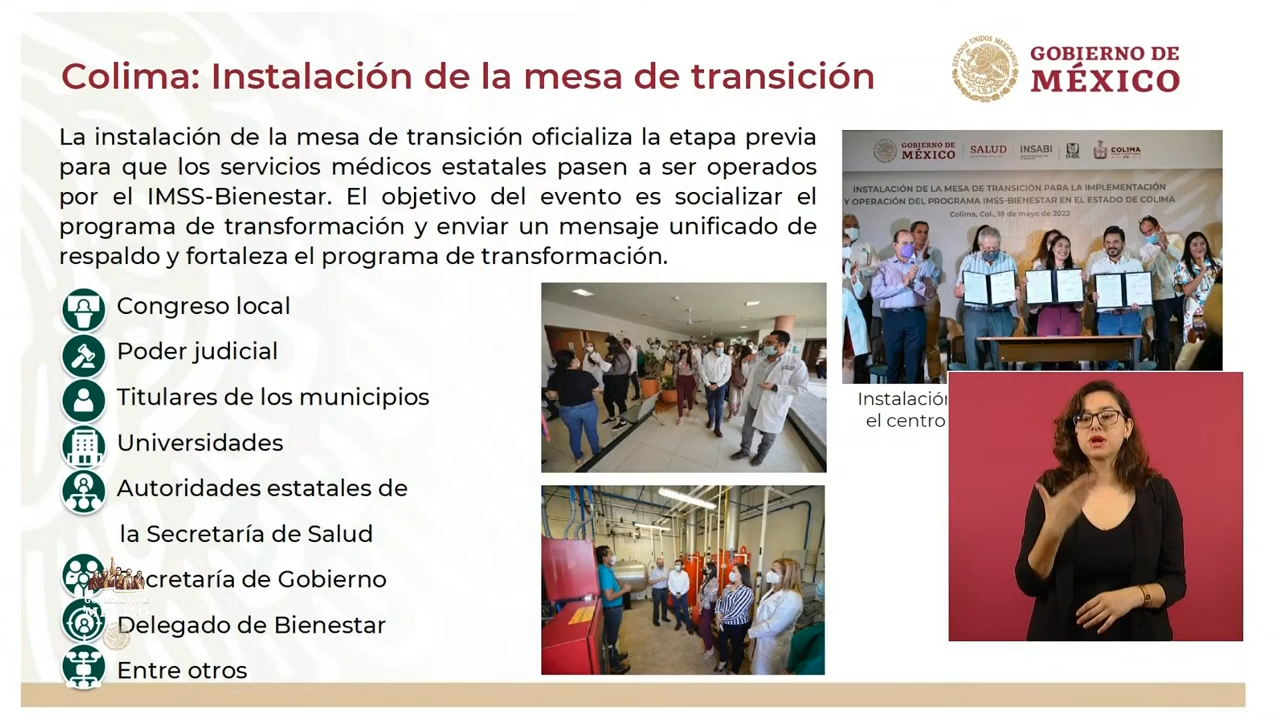 Colima: Instalación de la mesa de transición
GOBIERNO DE
MÉXICO
La instalación de la mesa de transición oficializa la etapa previa
para que los servicios médicos estatales pasen a ser operados
por el IMSS-Bienestar. El objetivo del evento es socializar el
programa de transformación y enviar un mensaje unificado de
respaldo y fortaleza el programa de transformación.
Congreso local
Poder judicial
Titulares de los municipios
Universidades
Autoridades estatales de
la Secretaría de Salud
cretaría de Gobierno
Delegado de Bienestar
Entre otros
GOBIERNO DE
MÉXICO
SALUD
INSABI
COLIMA
INSTALACIÓN DE LA MESA DE TRANSICIÓN PARA LA IMPLEMENTACIÓN
Y OPERACIÓN DEL PROGRAMA IMSS-BIENESTAR EN EL ESTADO DE COLIMA
Colima, Col., 18 de mayo de 2022
Instalación
el centro
MÉXICO